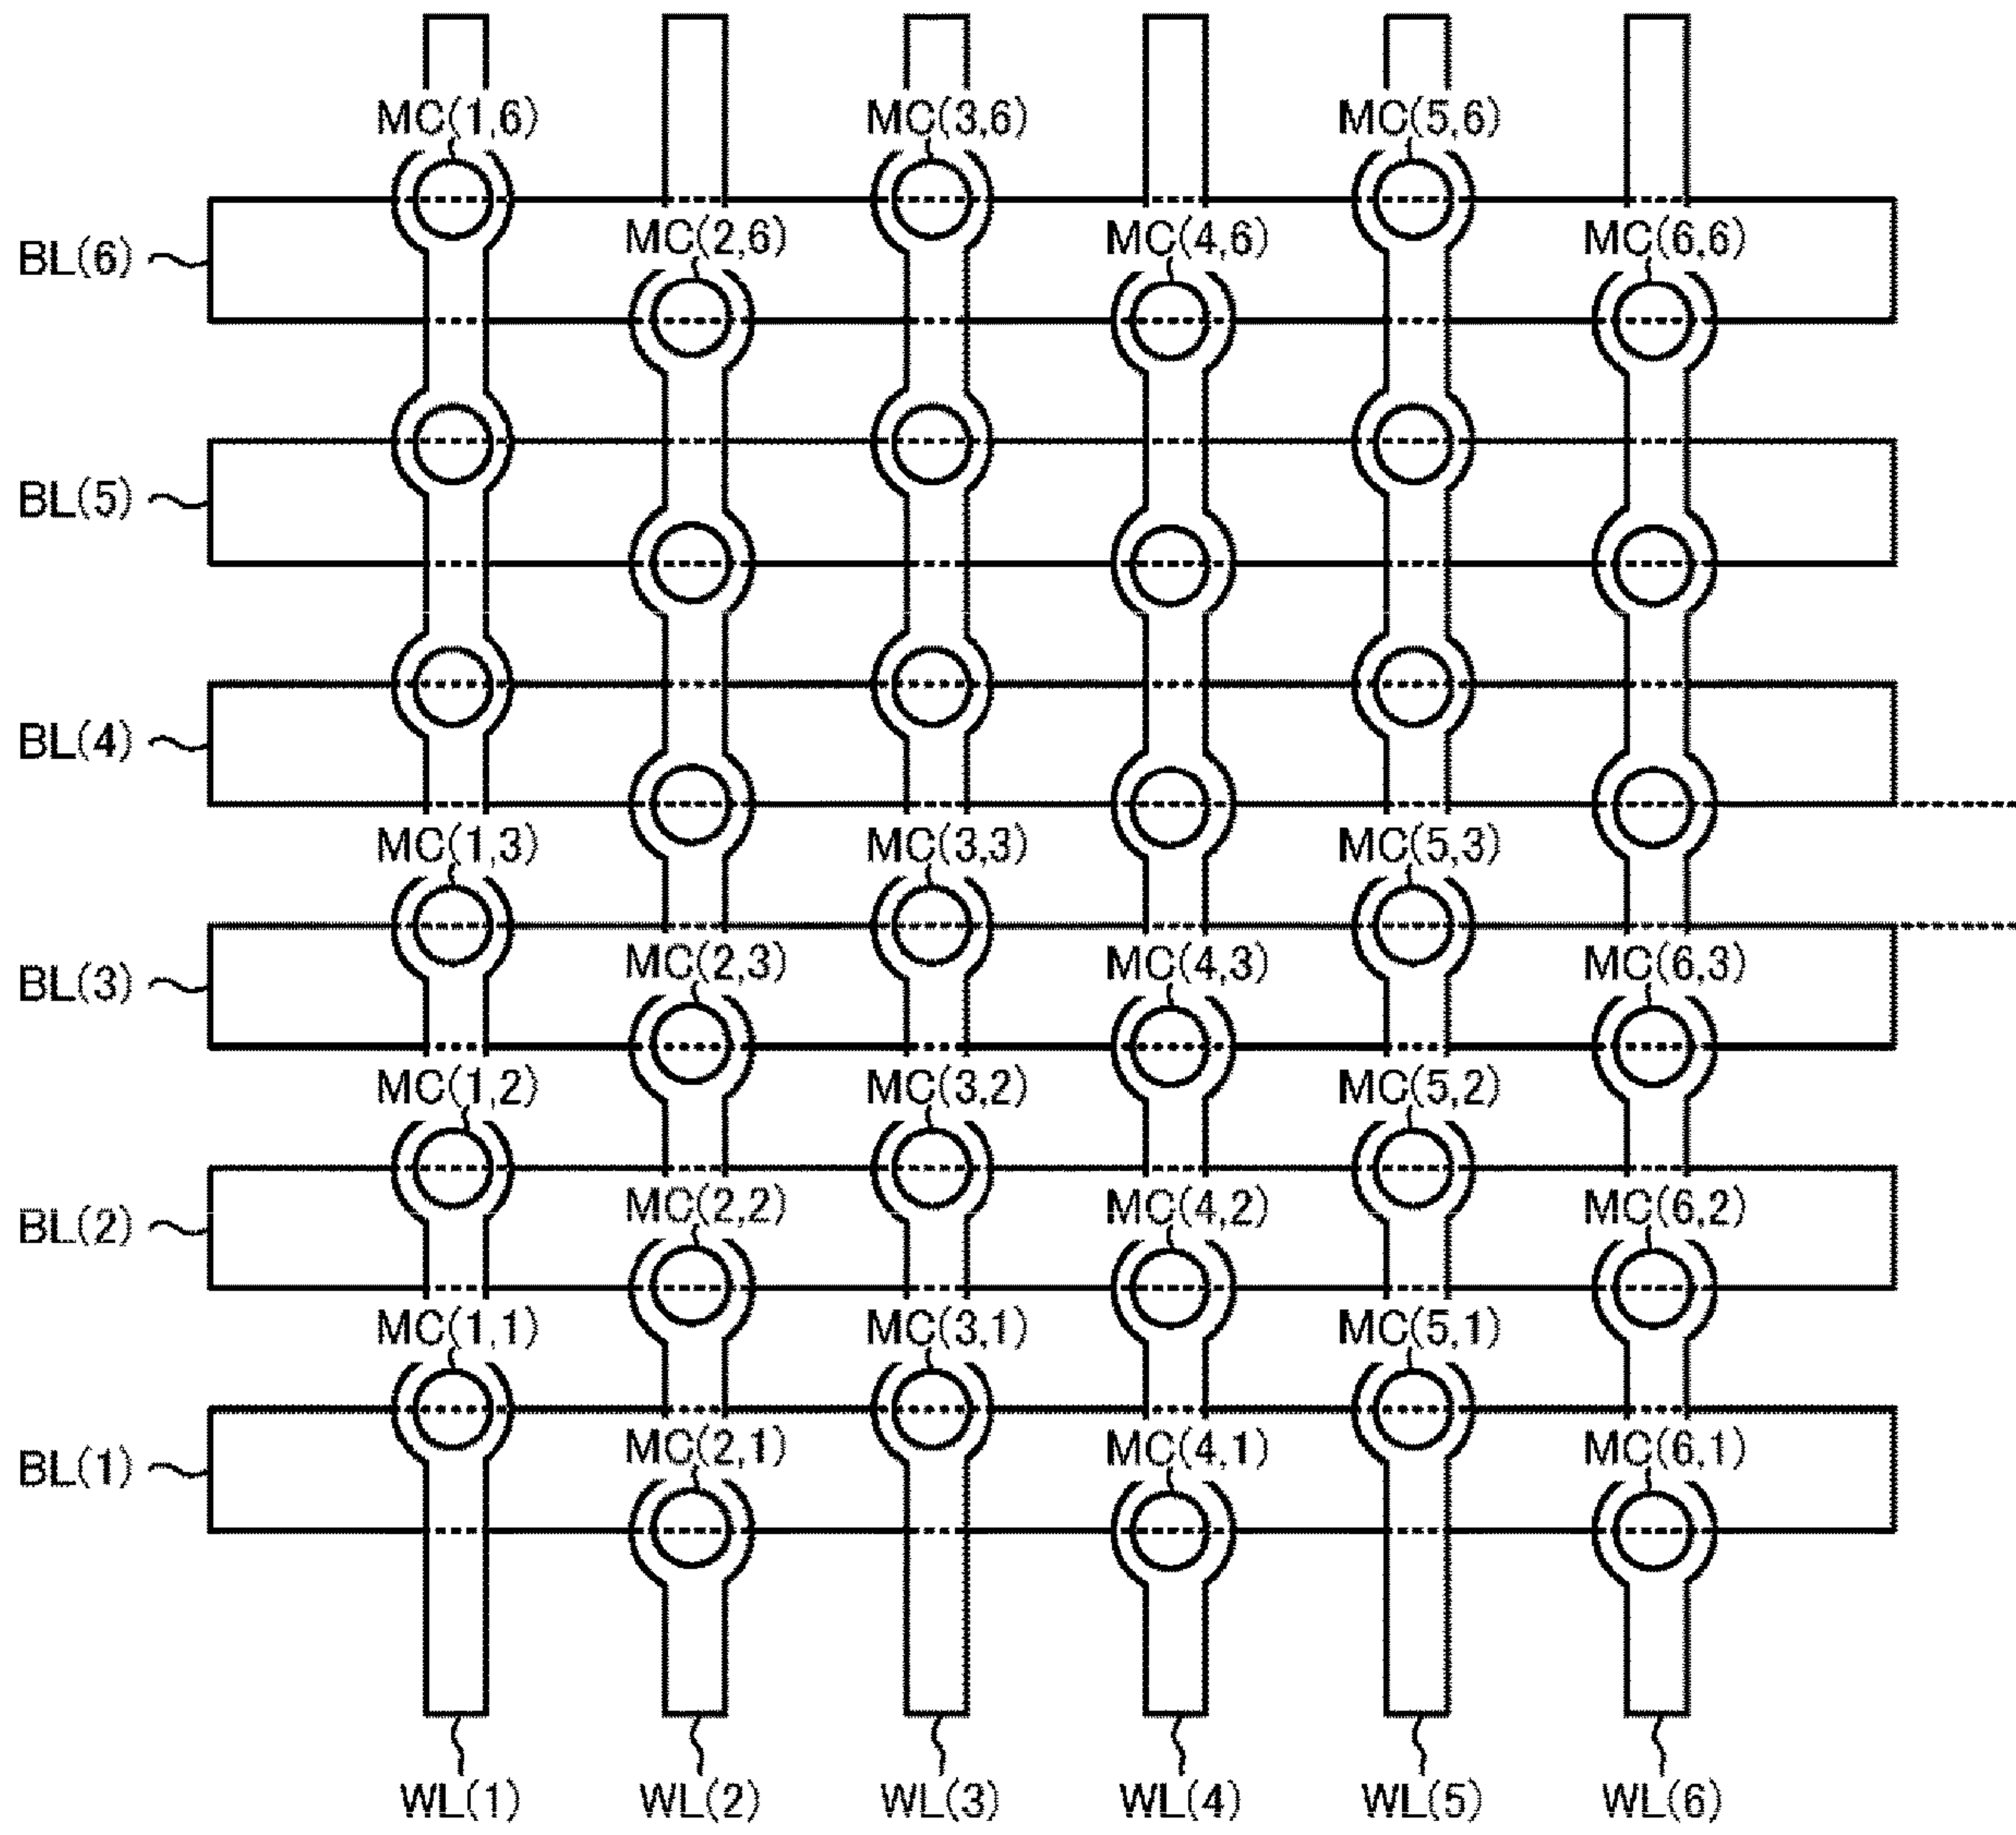 MC(1,6) MC(3,6) MC(5,6)
MC(2,6) MC(4,6) MC(6,6)
BL(6)
BL(5)
BL(4)
MC(1,3) MC(3,3) MC(5,3)
MC(2,3) MC(4,3) MC(6,3)
BL(3)
MC(1,2) MC(3,2) MC(5,2)
MC(2,2) MC(4,2) MC(6,2)
BL(2)
MC(1,1) MC(3,1) MC(5,1)
MC(2,1) MC(4,1) MC(6,1)
BL(1)
WL(1) WL(2) WL(3) WL(4) WL(5) WL(6)